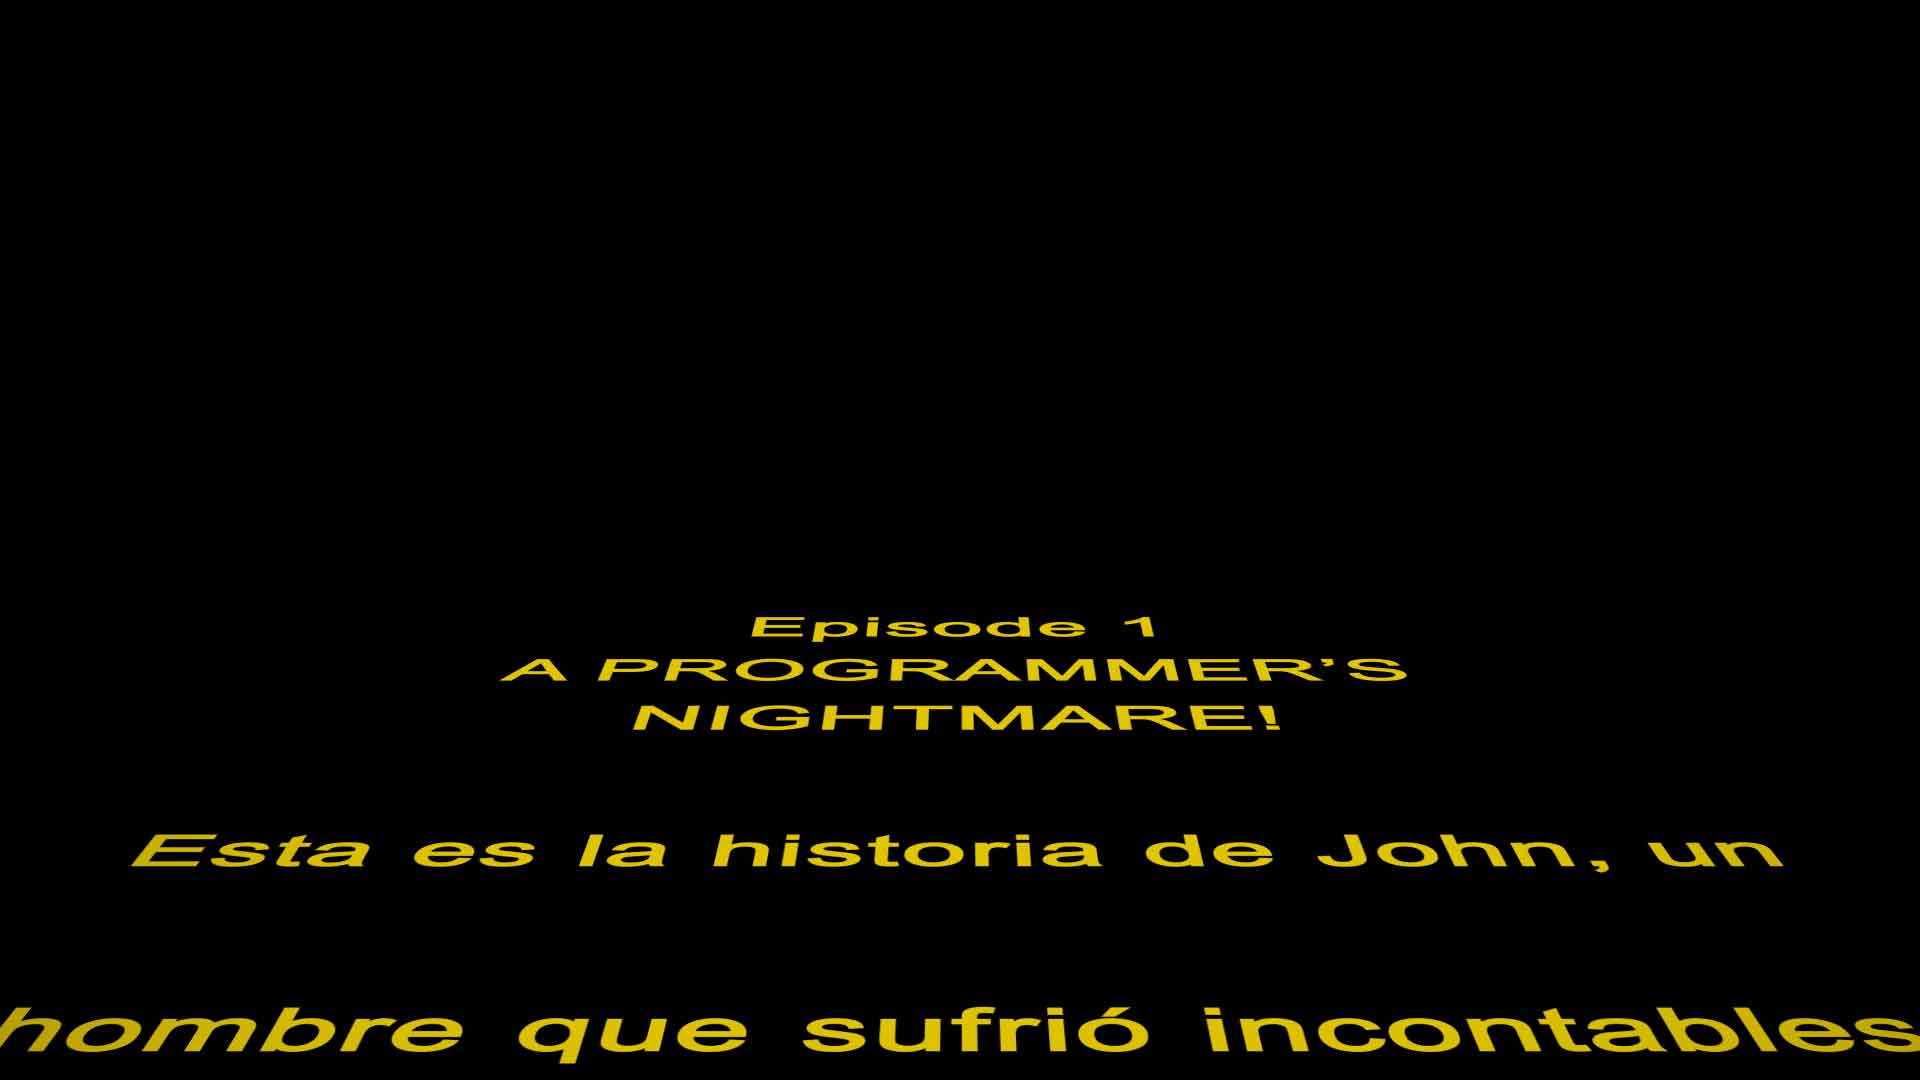 Episode 1
A PROGRAMMER’S
NIGHTMARE!
Esta es la historia de John, un
hombre que sufrió incontables